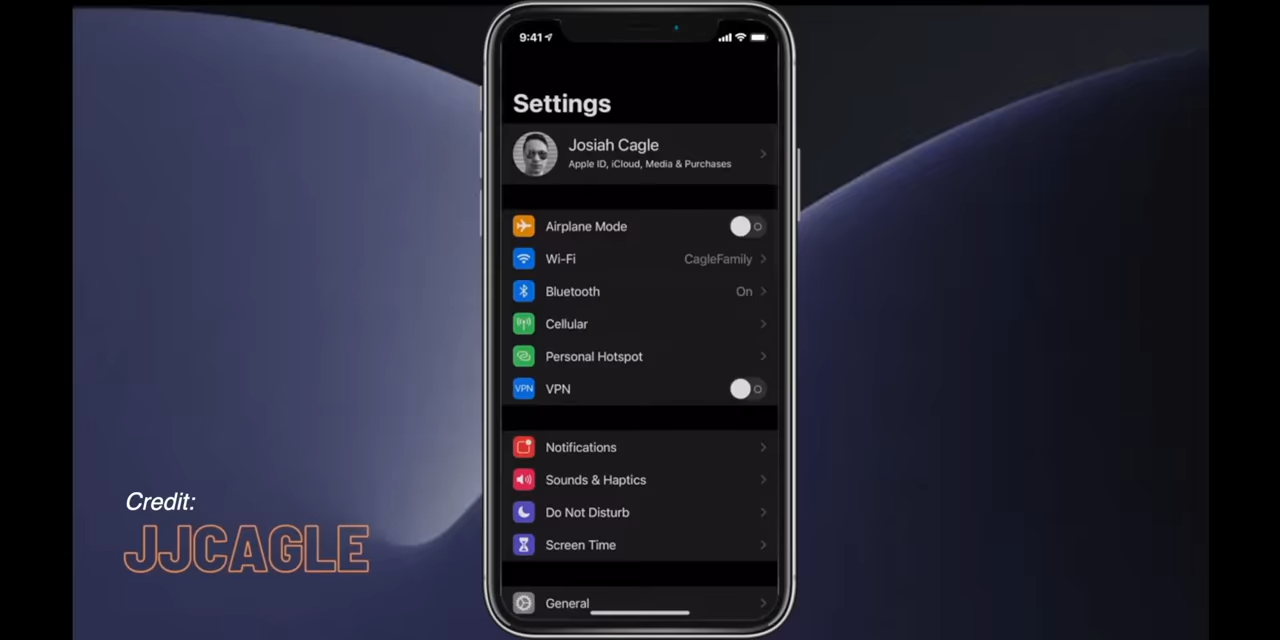 9:41
Settings
Josiah Cagle
Apple ID, iCloud, Media & Purchases
Airplane Mode
Wi-Fi CagleFamily
Bluetooth On
Cellular
Personal Hotspot
VPN VPN
Notifications
Sounds & Haptics
Do Not Disturb
Screen Time
General
Credit:
JJCAGLE